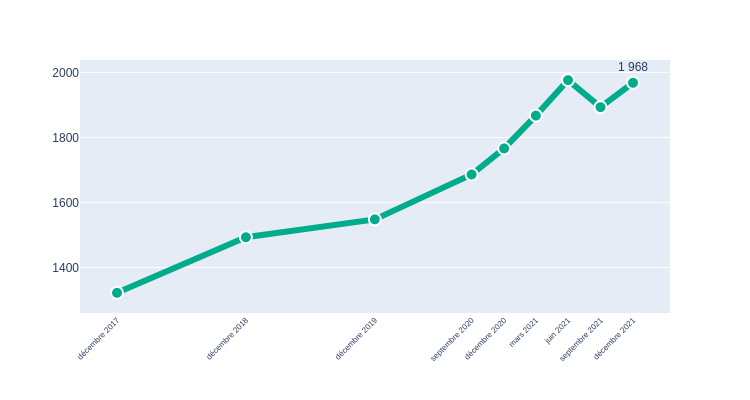 1 968
2000
1800
1600
1400
décembre 2017
décembre 2018
décembre 2019
septembre 2020
décembre 2020
mars 2021
juin 2021
septembre 2021
décembre 2021